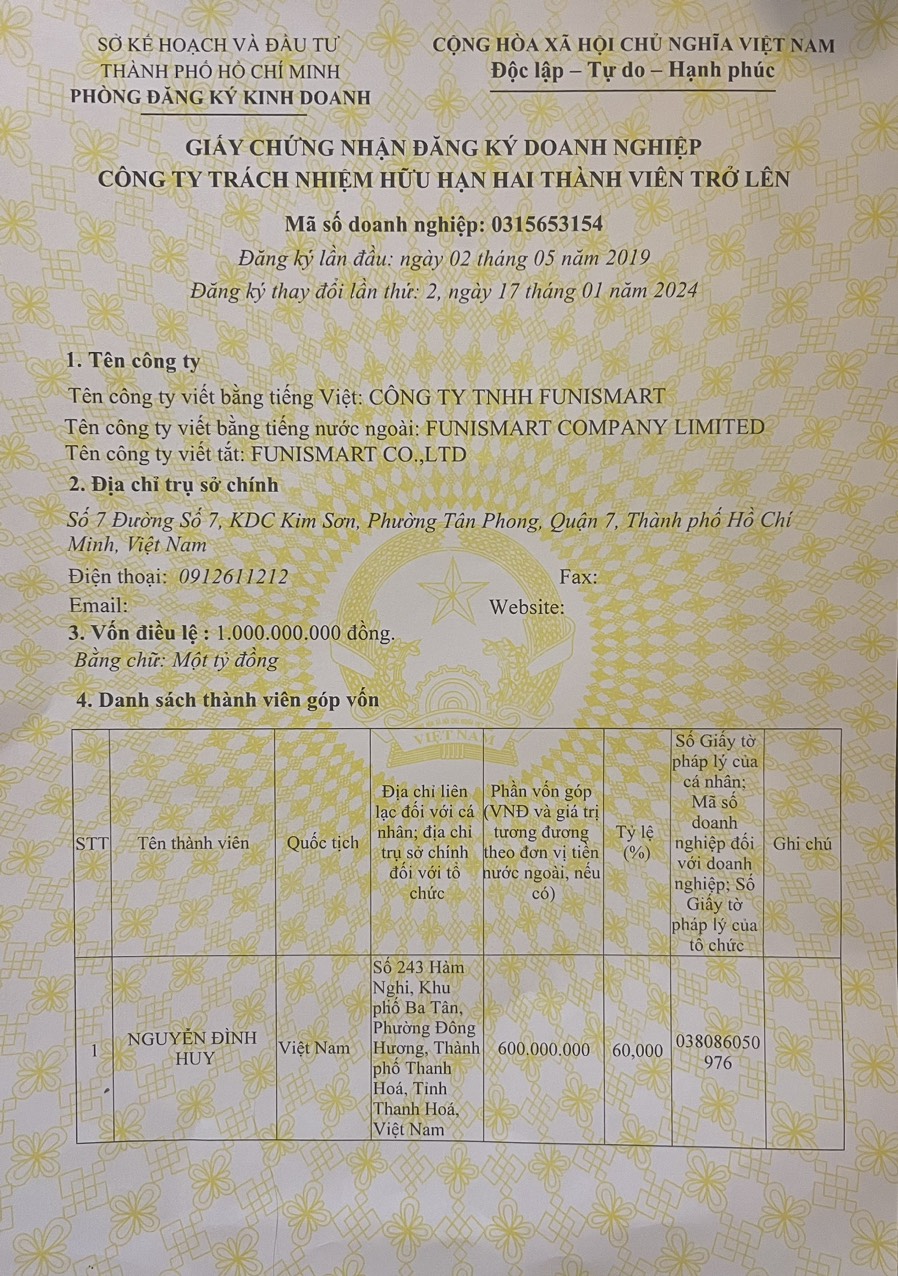 SỞ KẾ HOẠCH VÀ ĐẦU TƯ
THÀNH PHỐ HỒ CHÍ MINH
PHÒNG ĐĂNG KÝ KINH DOANH
CỘNG HÒA XÃ HỘI CHỦ NGHĨA VIỆT NAM
Độc lập – Tự do – Hạnh phúc
GIẤY CHỨNG NHẬN ĐĂNG KÝ DOANH NGHIỆP
CÔNG TY TRÁCH NHIỆM HỮU HẠN HAI THÀNH VIÊN TRỞ LÊN
Mã số doanh nghiệp: 0315653154
Đăng ký lần đầu: ngày 02 tháng 05 năm 2019
Đăng ký thay đổi lần thứ: 2, ngày 17 tháng 01 năm 2024
1. Tên công ty
Tên công ty viết bằng tiếng Việt: CÔNG TY TNHH FUNISMART
Tên công ty viết bằng tiếng nước ngoài: FUNISMART COMPANY LIMITED
Tên công ty viết tắt: FUNISMART CO.,LTD
2. Địa chỉ trụ sở chính
Số 7 Đường Số 7, KDC Kim Sơn, Phường Tân Phong, Quận 7, Thành phố Hồ Chí
Minh, Việt Nam
Điện thoại: 0912611212 Fax:
Email: Website:
3. Vốn điều lệ : 1.000.000.000 đồng.
Bằng chữ: Một tỷ đồng
4. Danh sách thành viên góp vốn
VIỆT NAM
STT
Tên thành viên
Quốc tịch
Địa chỉ liên
lạc đối với cá
nhân; địa chỉ
trụ sở chính
đối với tổ
chức
Phần vốn góp
(VNĐ và giá trị
tương đương
theo đơn vị tiền
nước ngoài, nếu
có)
Tỷ lệ
(%)
Số Giấy tờ
pháp lý của
cá nhân;
Mã số
doanh
nghiệp đối
với doanh
nghiệp; Số
Giấy tờ
pháp lý của
tổ chức
Ghi chú
1
NGUYỄN ĐÌNH
HUY
Việt Nam
Số 243 Hàm
Nghi, Khu
phố Ba Tân,
Phường Đông
Hương, Thành
phố Thanh
Hoá, Tỉnh
Thanh Hoá,
Việt Nam
600.000.000
60,000
038086050
976